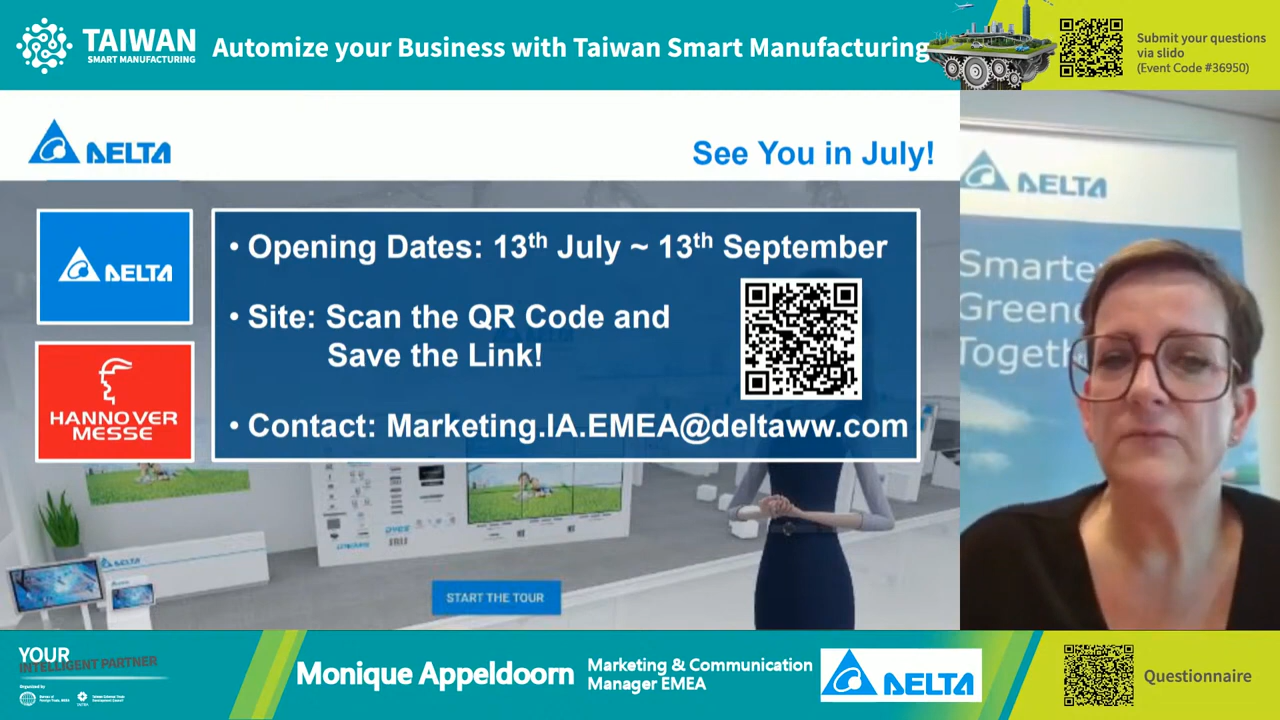 TAIWAN
SMART MANUFACTURING
Automize your Business with Taiwan Smart Manufacturing
Submit your questions
via slido
(Event Code #36950)
DELTA
See You in July!
DELTA
HANNOVER
MESSE
• Opening Dates: 13th July ~ 13th September
• Site: Scan the QR Code and
Save the Link!
• Contact: Marketing.IA.EMEA@deltaww.com
DELTA
START THE TOUR
DELTA
Smarte
Greene
Togeth
YOUR
INTELLIGENT PARTNER
Organized by
Monique Appeldoorn
Marketing & Communication
Manager EMEA
DELTA
Questionnaire